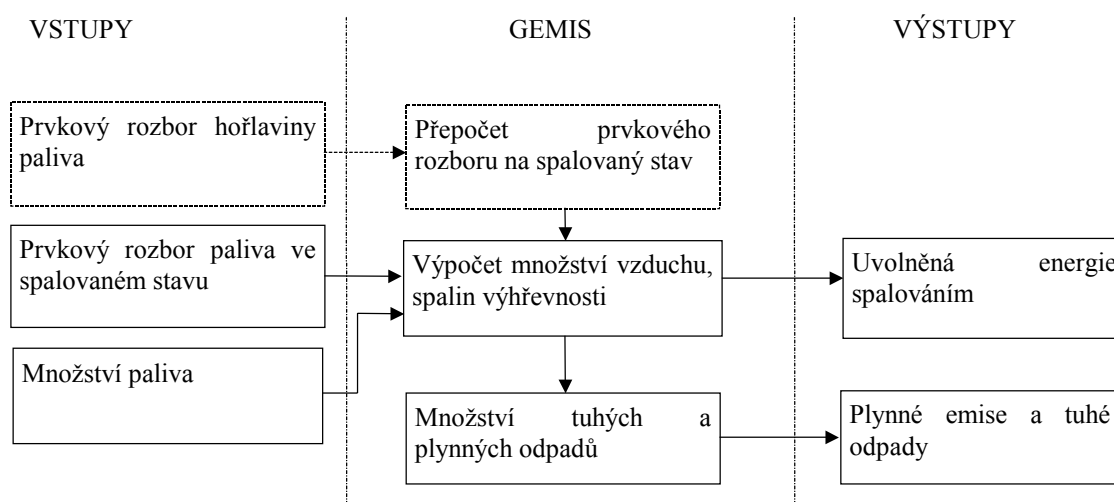 VSTUPY
GEMIS
VÝSTUPY
Prvkový rozbor hořlaviny
paliva
Přepočet prvkového
rozboru na spalovaný stav
Prvkový rozbor paliva ve
spalovaném stavu
Výpočet množství vzduchu,
spalin výhřevnosti
Uvolněná energie
spalováním
Množství paliva
Množství tuhých a
plynných odpadů
Plynné emise a tuhé
odpady